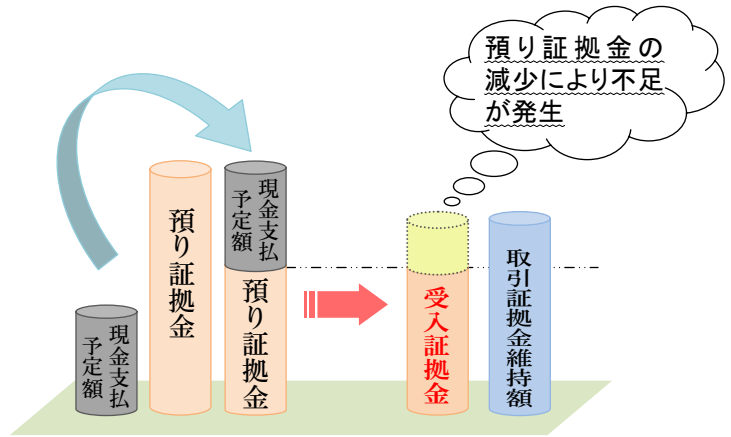 預り証拠金の
減少により不足
が発生
現金支払
予定額
預り証拠金
現金支払
予定額
預り証拠金
受入証拠金
取引証拠金維持額